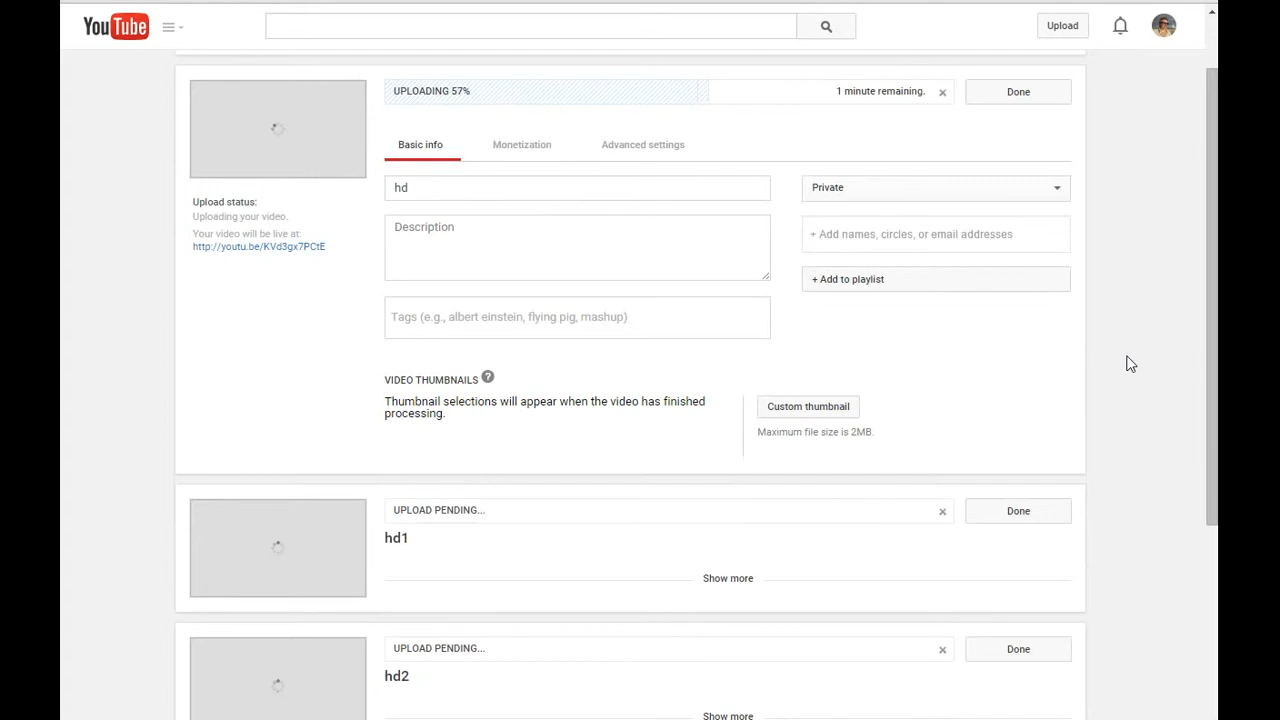 YouTube
Upload
UPLOADING 57%
1 minute remaining.
Done
Basic info
Monetization
Advanced settings
Upload status:
Uploading your video.
Your video will be live at:
http://youtu.be/KVd3gx7PCtE
hd
Private
Description
+ Add names, circles, or email addresses
+ Add to playlist
Tags (e.g., albert einstein, flying pig, mashup)
VIDEO THUMBNAILS ?
Thumbnail selections will appear when the video has finished
processing.
Custom thumbnail
Maximum file size is 2MB.
UPLOAD PENDING...
Done
hd1
Show more
UPLOAD PENDING...
Done
hd2
Show more